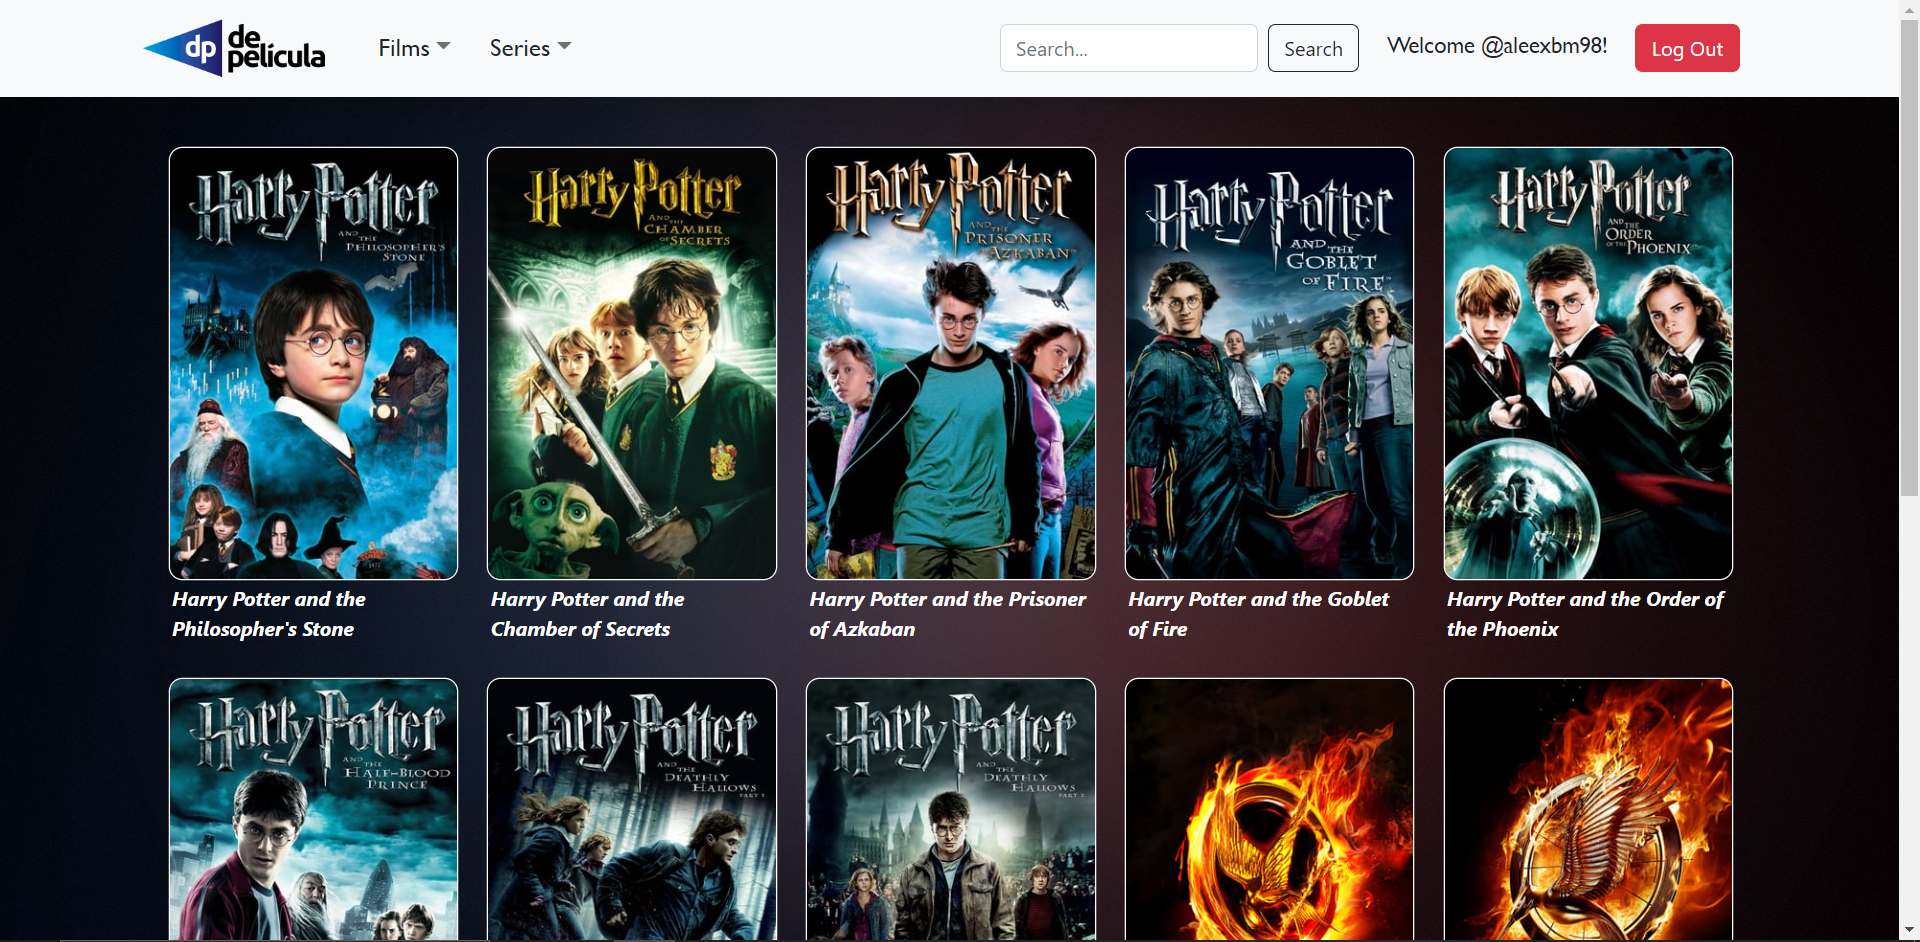 dp de
película
Films
Series
Search...
Search
Welcome @aleexbm98!
Log Out
Harry Potter
AND THE
PHILOSOPHER'S
STONE
Harry Potter
AND THE
CHAMBER
OF SECRETS
Harry Potter
AND THE
PRISONER
OF AZKABAN™
Harry Potter
AND THE
GOBLET
OF FIRE™
Harry Potter
AND THE
ORDER
OF THE PHOENIX™
Harry Potter and the
Philosopher's Stone
Harry Potter and the
Chamber of Secrets
Harry Potter and the Prisoner
of Azkaban
Harry Potter and the Goblet
of Fire
Harry Potter and the Order of
the Phoenix
Harry Potter
AND THE
HALF-BLOOD
PRINCE
Harry Potter
AND THE
DEATHLY
HALLOWS
PART 1
Harry Potter
AND THE
DEATHLY
HALLOWS
PART 2